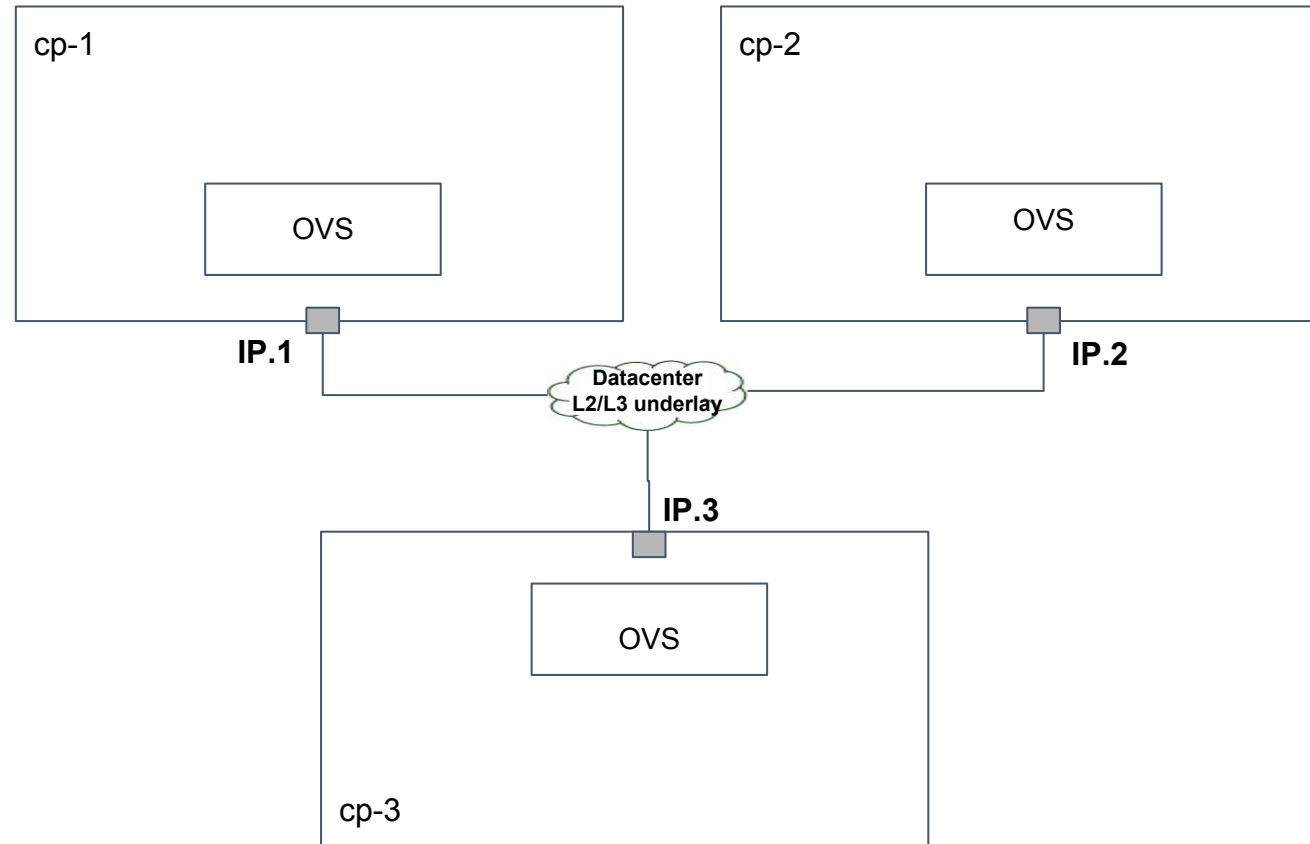 cp-1
cp-2
OVS
OVS
IP.1
IP.2
Datacenter
L2/L3 underlay
IP.3
OVS
cp-3